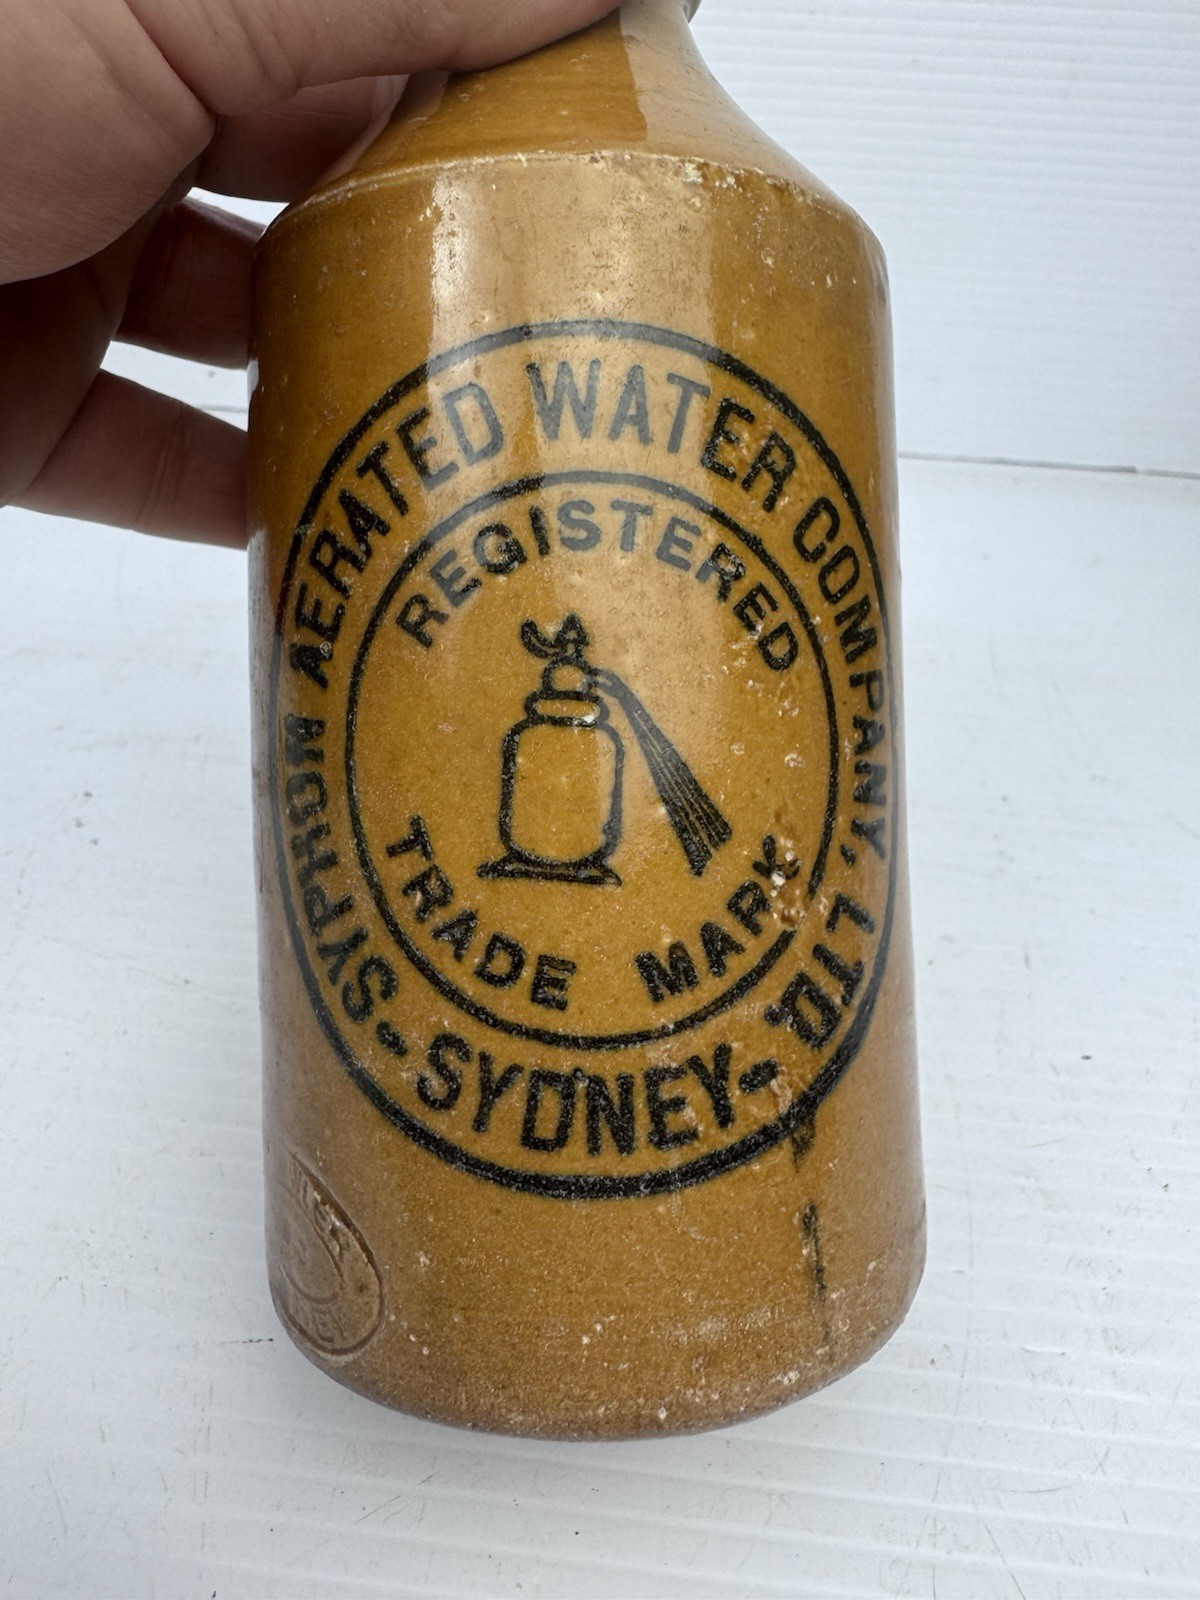 SYPHON AERATED WATER COMPANY, LTD.
- SYDNEY -
REGISTERED
TRADE MARK